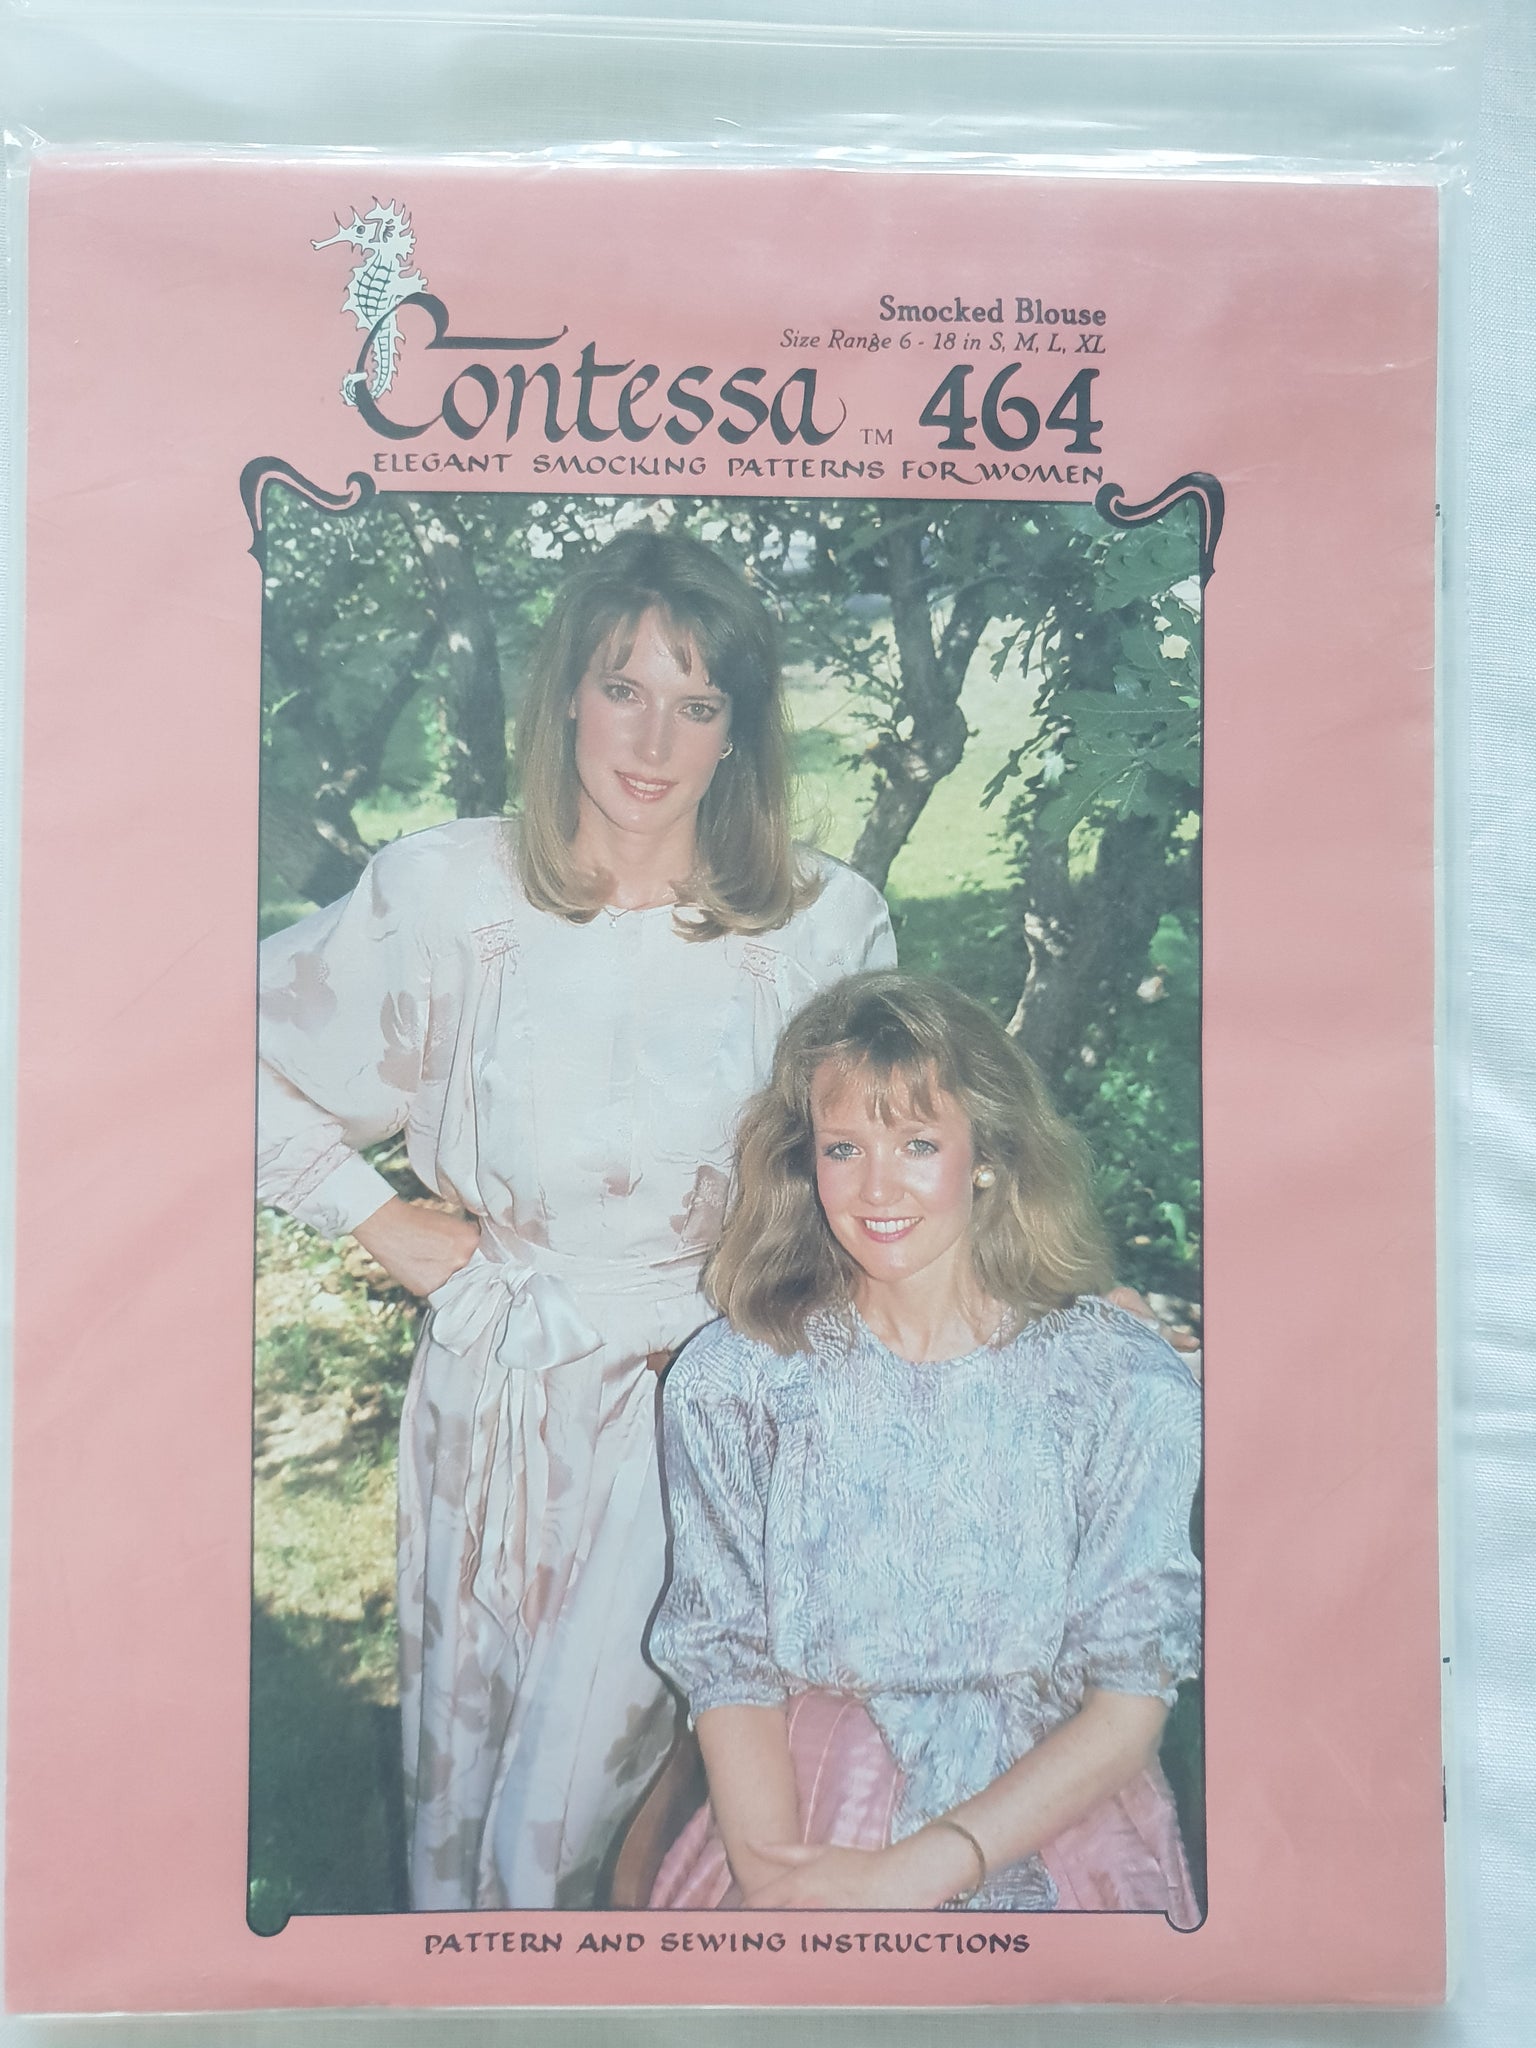 Smocked Blouse
Size Range 6 - 18 in S, M, L, XL
Contessa TM 464
ELEGANT SMOCKING PATTERNS FOR WOMEN
PATTERN AND SEWING INSTRUCTIONS